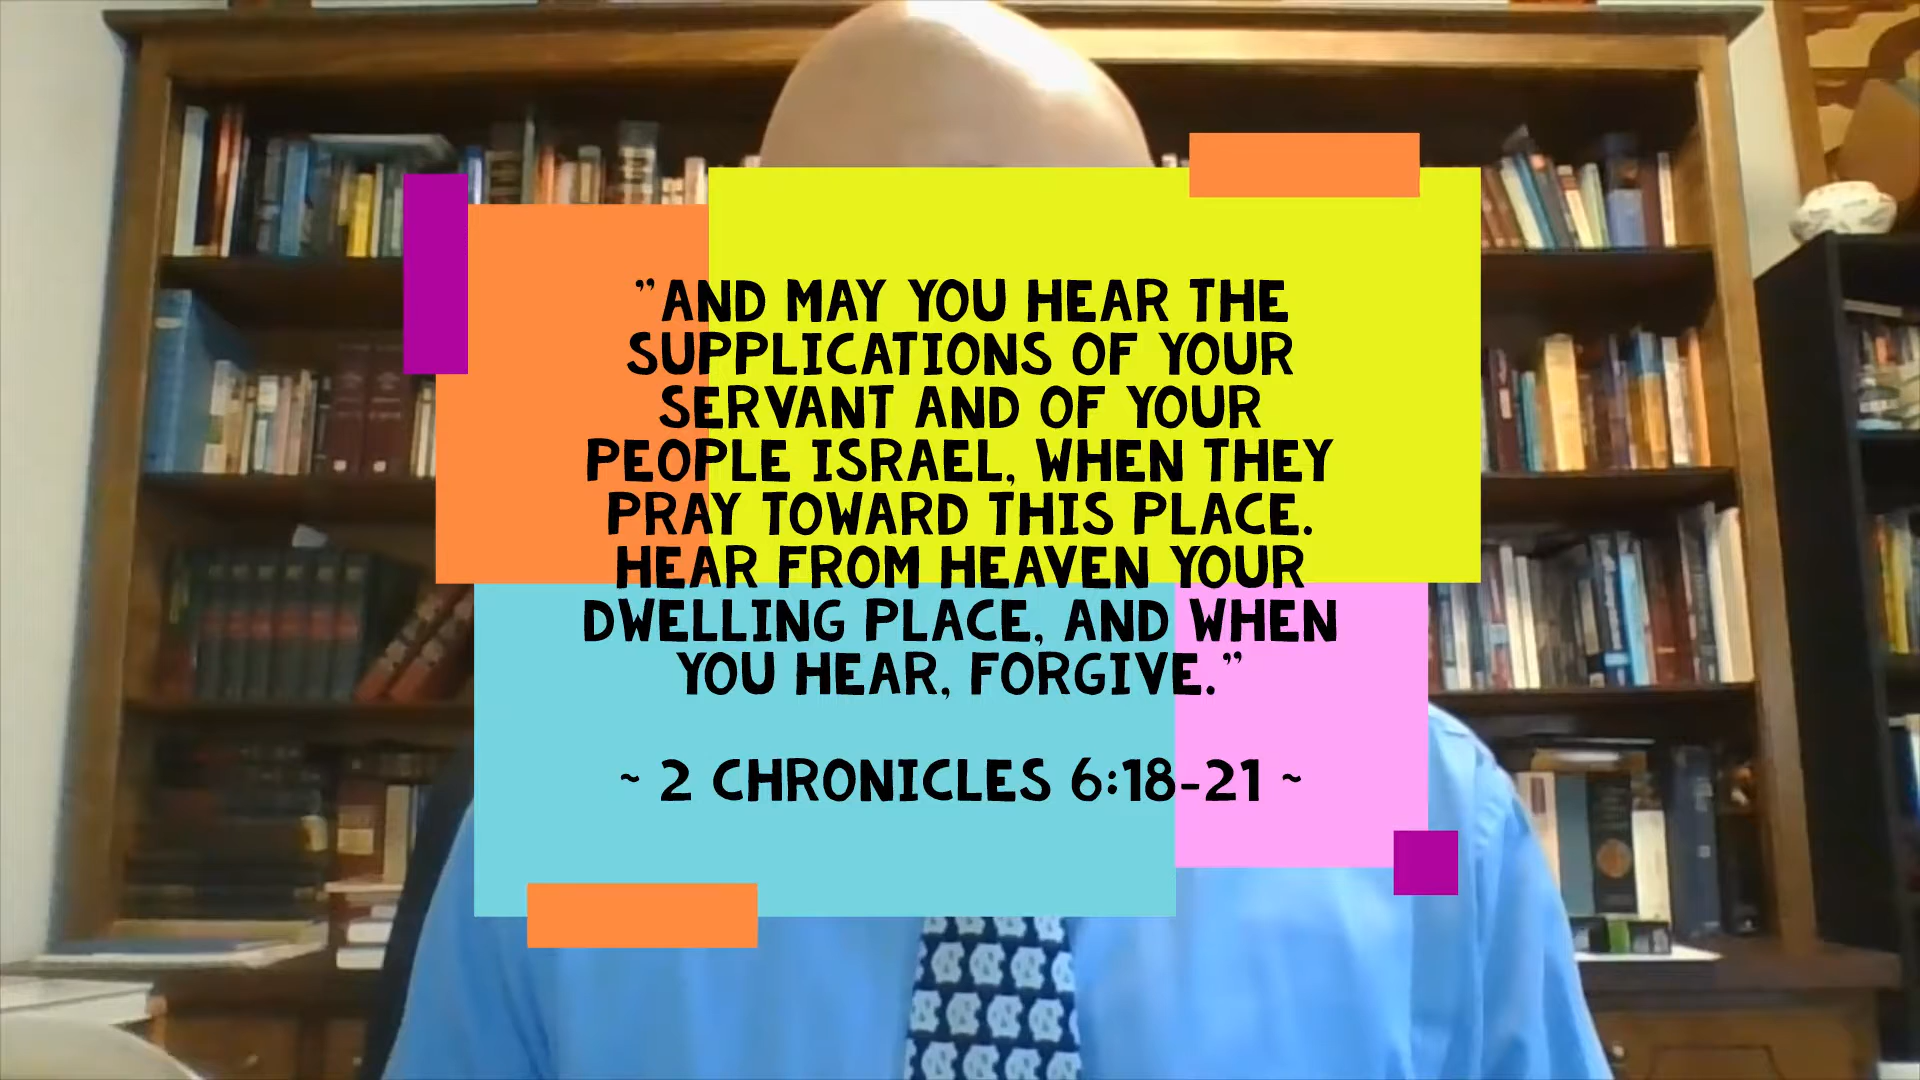 ”AND MAY YOU HEAR THE
SUPPLICATIONS OF YOUR
SERVANT AND OF YOUR
PEOPLE ISRAEL, WHEN THEY
PRAY TOWARD THIS PLACE.
HEAR FROM HEAVEN YOUR
DWELLING PLACE, AND WHEN
YOU HEAR, FORGIVE.”
~ 2 CHRONICLES 6:18-21 ~